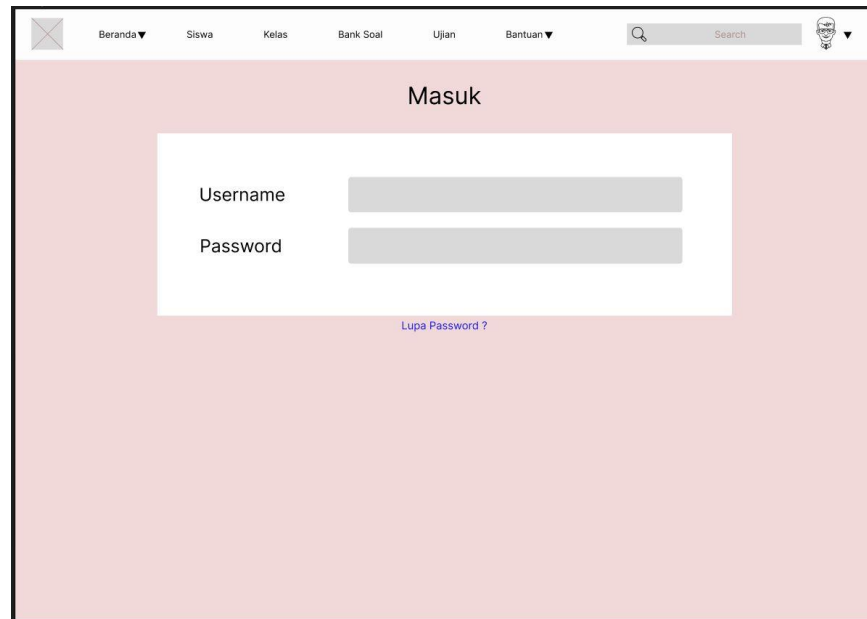 Beranda▼ Siswa Kelas Bank Soal Ujian Bantuan▼ Search ▼
Masuk
Username
Password
Lupa Password ?